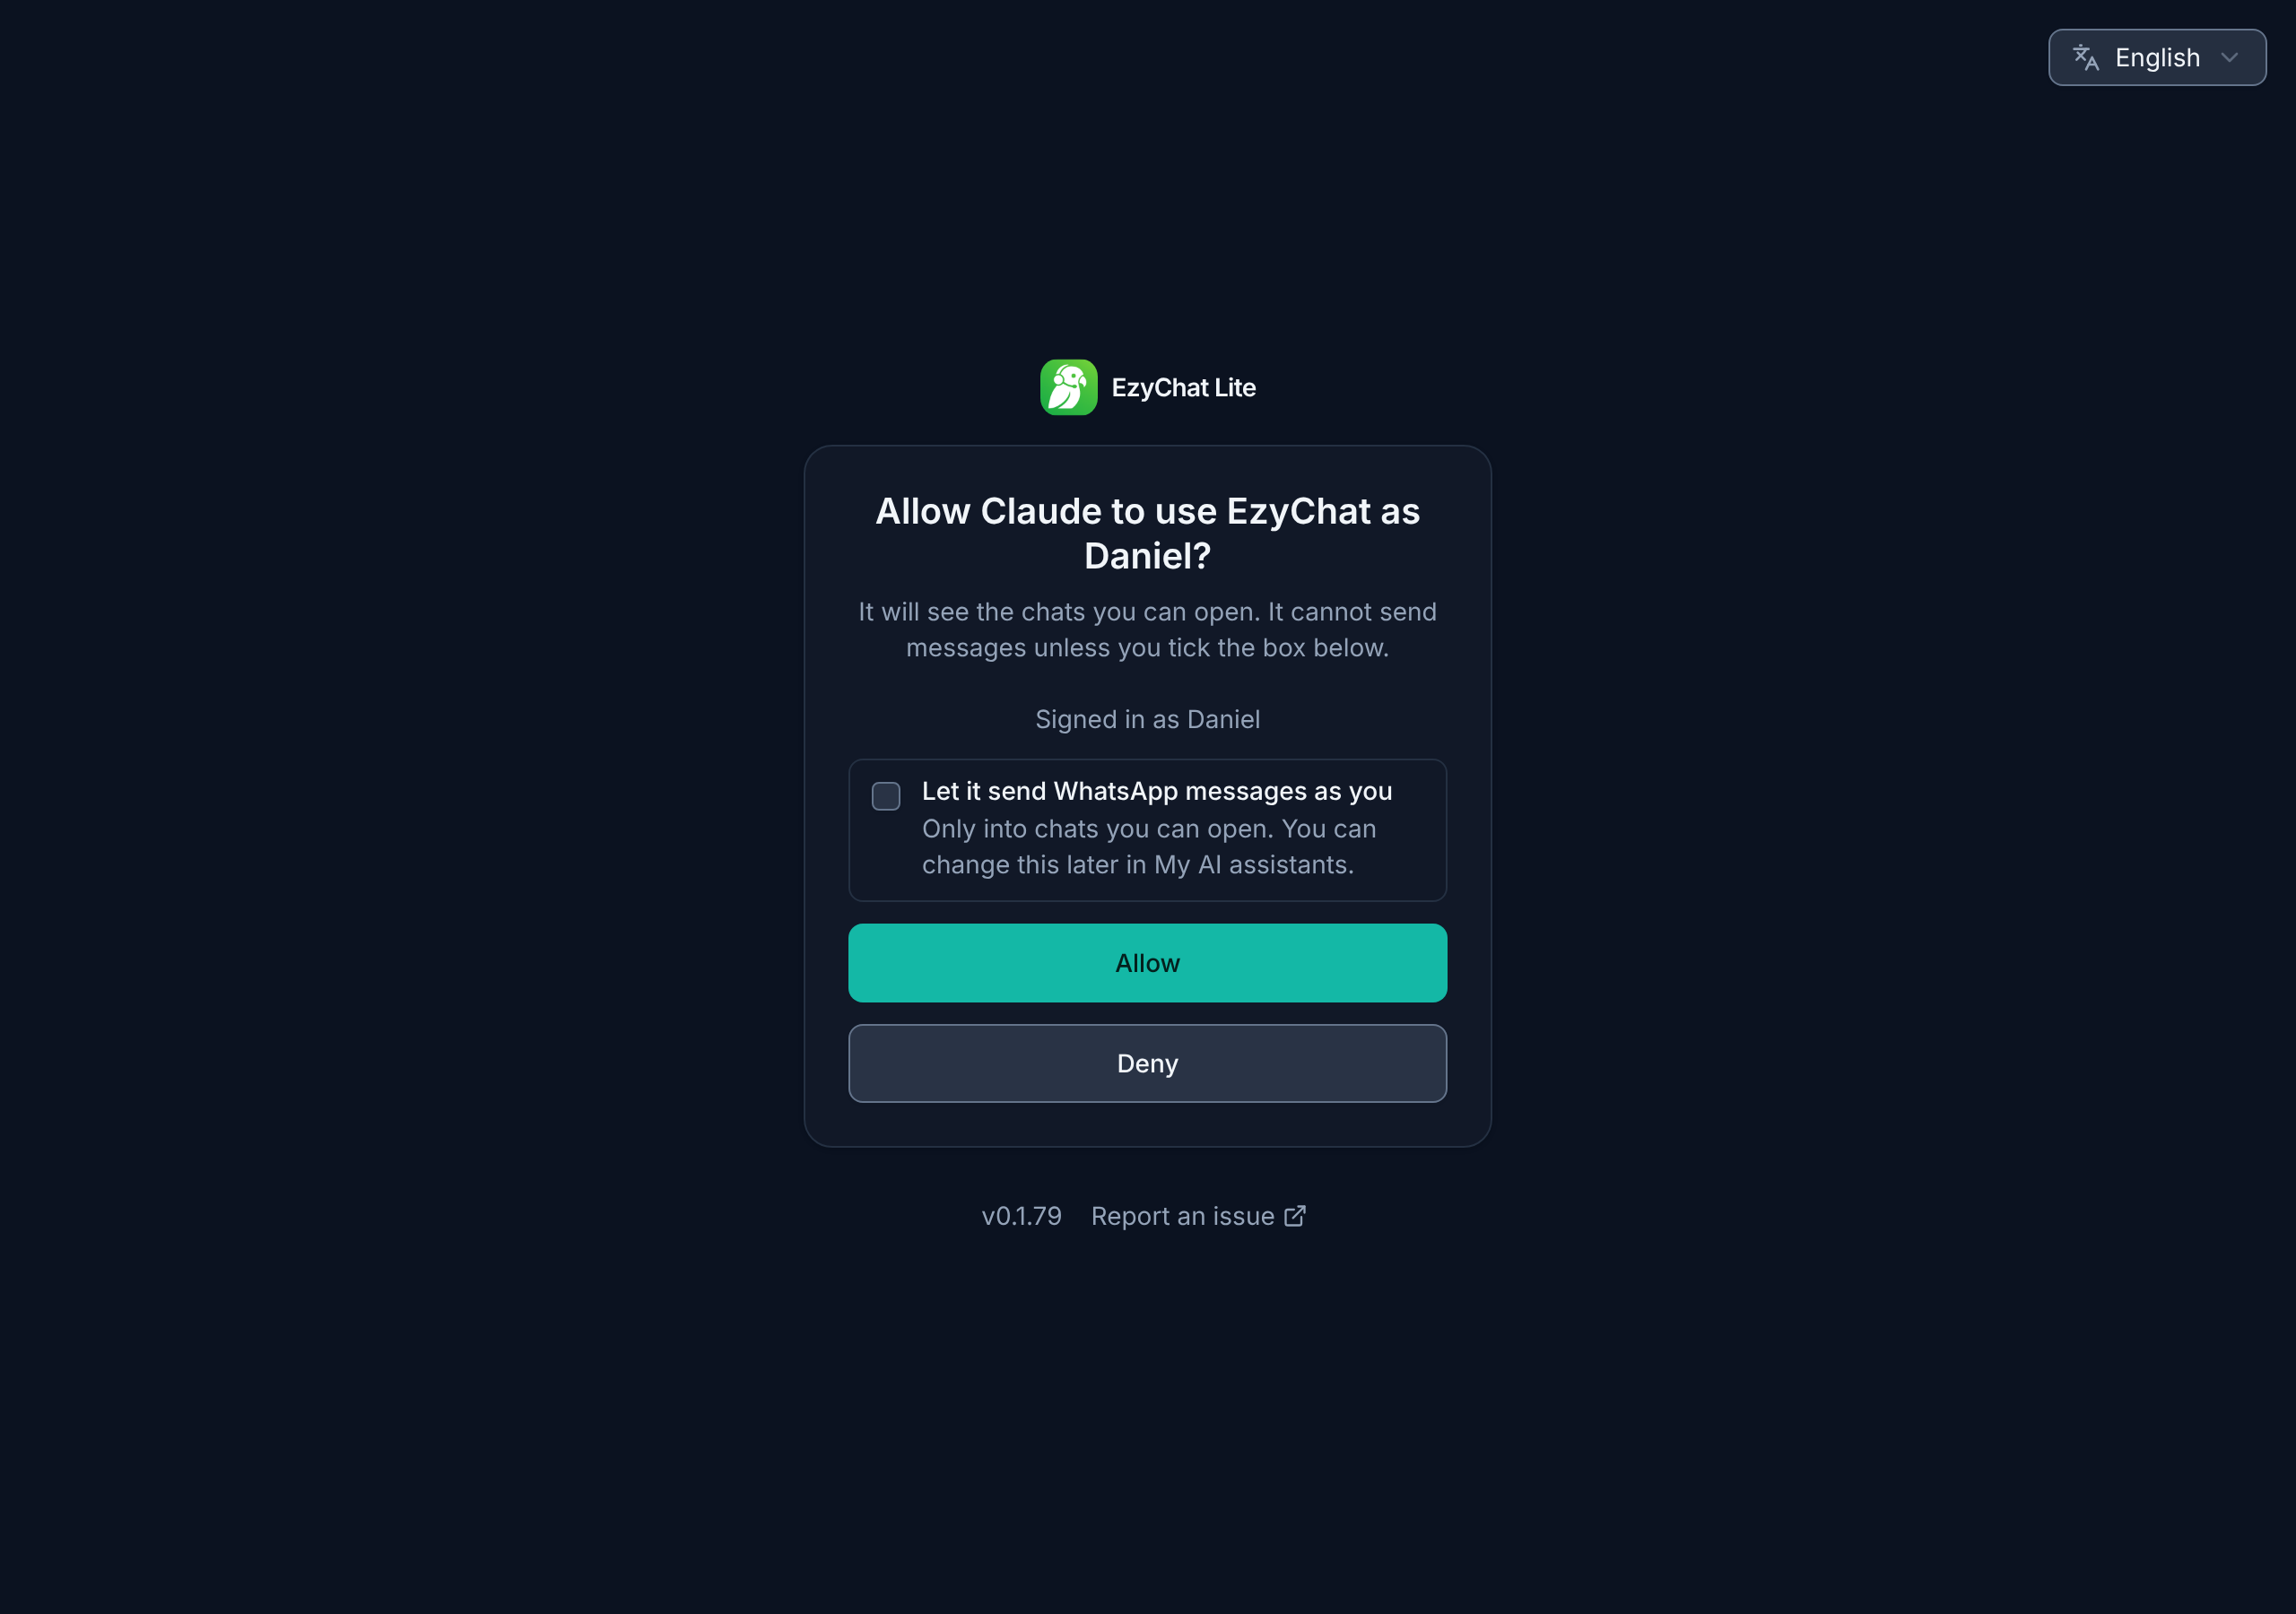 English
EzyChat Lite
Allow Claude to use EzyChat as
Daniel?
It will see the chats you can open. It cannot send
messages unless you tick the box below.
Signed in as Daniel
Let it send WhatsApp messages as you
Only into chats you can open. You can
change this later in My AI assistants.
Allow
Deny
v0.1.79 Report an issue